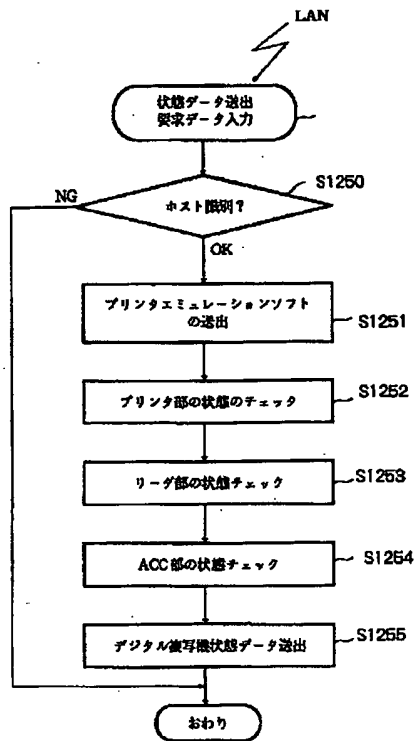 LAN
状態データ送出
要求データ入力
S1250
ホスト識別?
NG
OK
プリンタエミュレーションソフト
の送出
S1251
プリンタ部の状態のチェック
S1252
リーダ部の状態チェック
S1253
ACC部の状態チェック
S1254
デジタル複写機状態データ送出
S1255
おわり